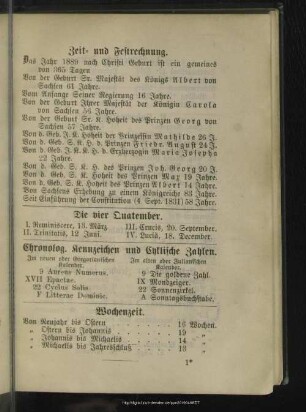 Zeit- und Festrechnung.
Das Jahr 1889 nach Christi Geburt ist ein gemeines
von 365 Tagen
Von der Geburt Sr. Majestät des Königs Albert von
Sachsen 61 Jahre.
Vom Anfange Seiner Regierung 16 Jahre.
Von der Geburt Ihrer Majestät der Königin Carola
von Sachsen 56 Jahre.
Von der Geburt Sr. K. Hoheit des Prinzen Georg von
Sachsen 57 Jahre.
Von d. Geb. J. K. Hoheit der Prinzessin Mathilde 26 J.
Von d. Geb. S. K. H. d. Prinzen Friedr. August 24 J.
Von d. Geb. J. K. K. H. d. Erzherzogin Maria Josepha
22 Jahre.
Von d. Geb. S. K. H. des Prinzen Joh. Georg 20 J.
Von d. Geb. S. K. Hoheit des Prinzen Max 19 Jahre.
Von d. Geb. S. K. Hoheit des Prinzen Albert 14 Jahre.
Von Sachsens Erhebung zu einem Königreiche 83 Jahre.
Seit Einführung der Constitution (4. Sept. 1831) 58 Jahre.
Die vier Quatember.
I. Reminiscere, 13. März
III. Crucis, 20. September.
II. Trinitatis, 12. Juni.
IV. Luciä, 18. December.
Chronolog. Kennzeichen und Cyklische Zahlen.
Im neuen oder Gregorianischen
Kalender.
Im alten oder Julianischen
Kalender.
9 Aureus Numerus.
9 Die goldene Zahl.
XVII Epactae.
IX Mondzeiger.
22 Cyclus Solis.
22 Sonnenzirkel.
F Litterae Dominic.
A Sonntagsbuchstabe.
Wochenzeit.
Von Neujahr bis Ostern 16 Wochen.
„ Ostern bis Johannis „
„ Johannis bis Michaelis 14 „
„ Michaelis bis Jahresschluß „
1*